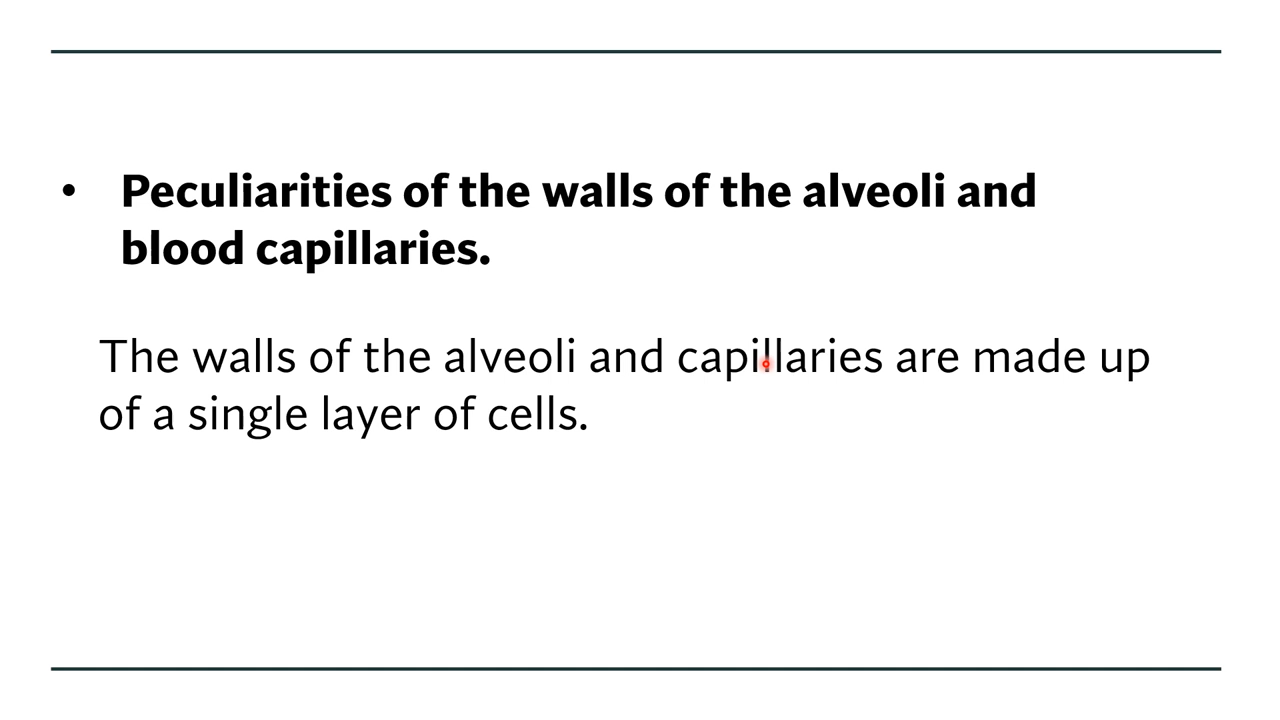 • Peculiarities of the walls of the alveoli and
blood capillaries.
The walls of the alveoli and capillaries are made up
of a single layer of cells.